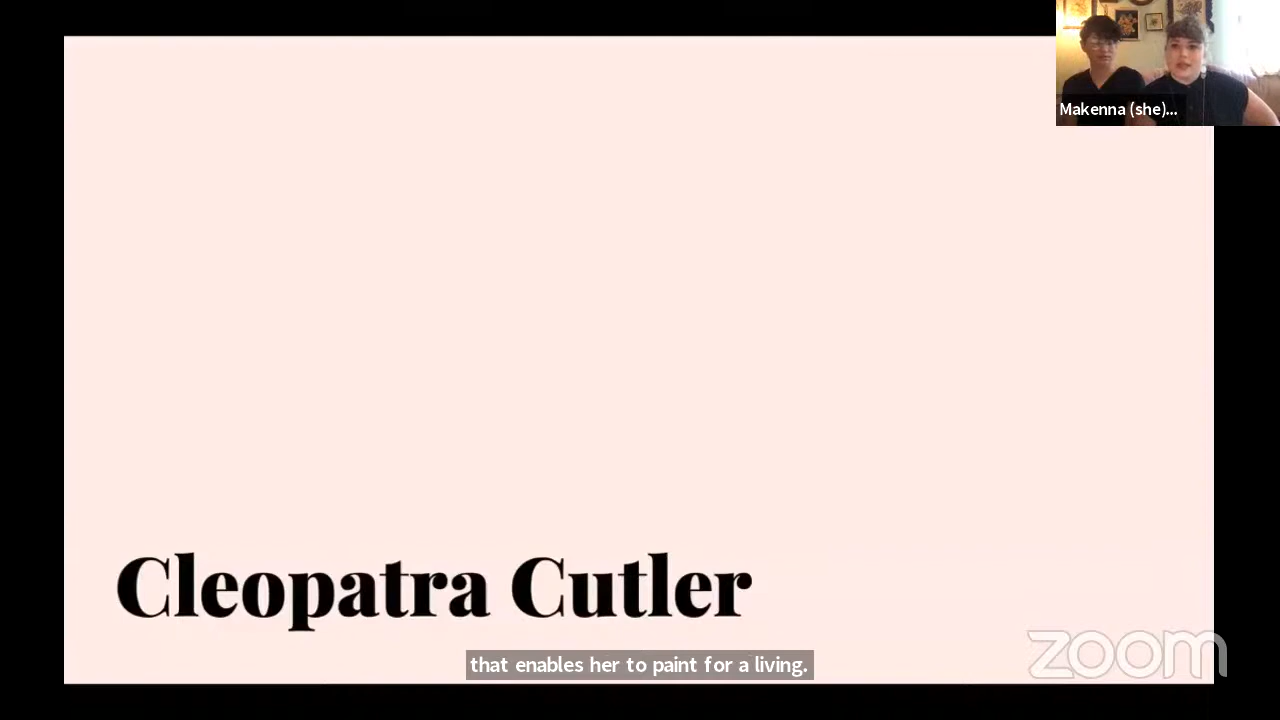 Makenna (she)...
Cleopatra Cutler
that enables her to paint for a living.
zoom